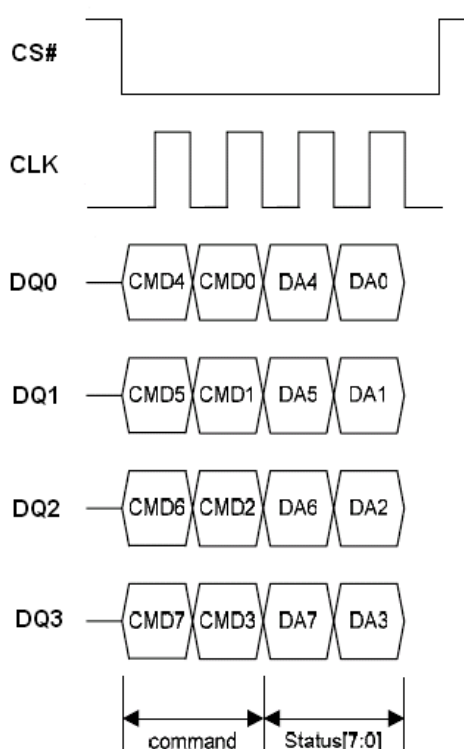 CS#
CLK
DQ0 CMD4 CMD0 DA4 DA0
DQ1 CMD5 CMD1 DA5 DA1
DQ2 CMD6 CMD2 DA6 DA2
DQ3 CMD7 CMD3 DA7 DA3
command Status[7:0]